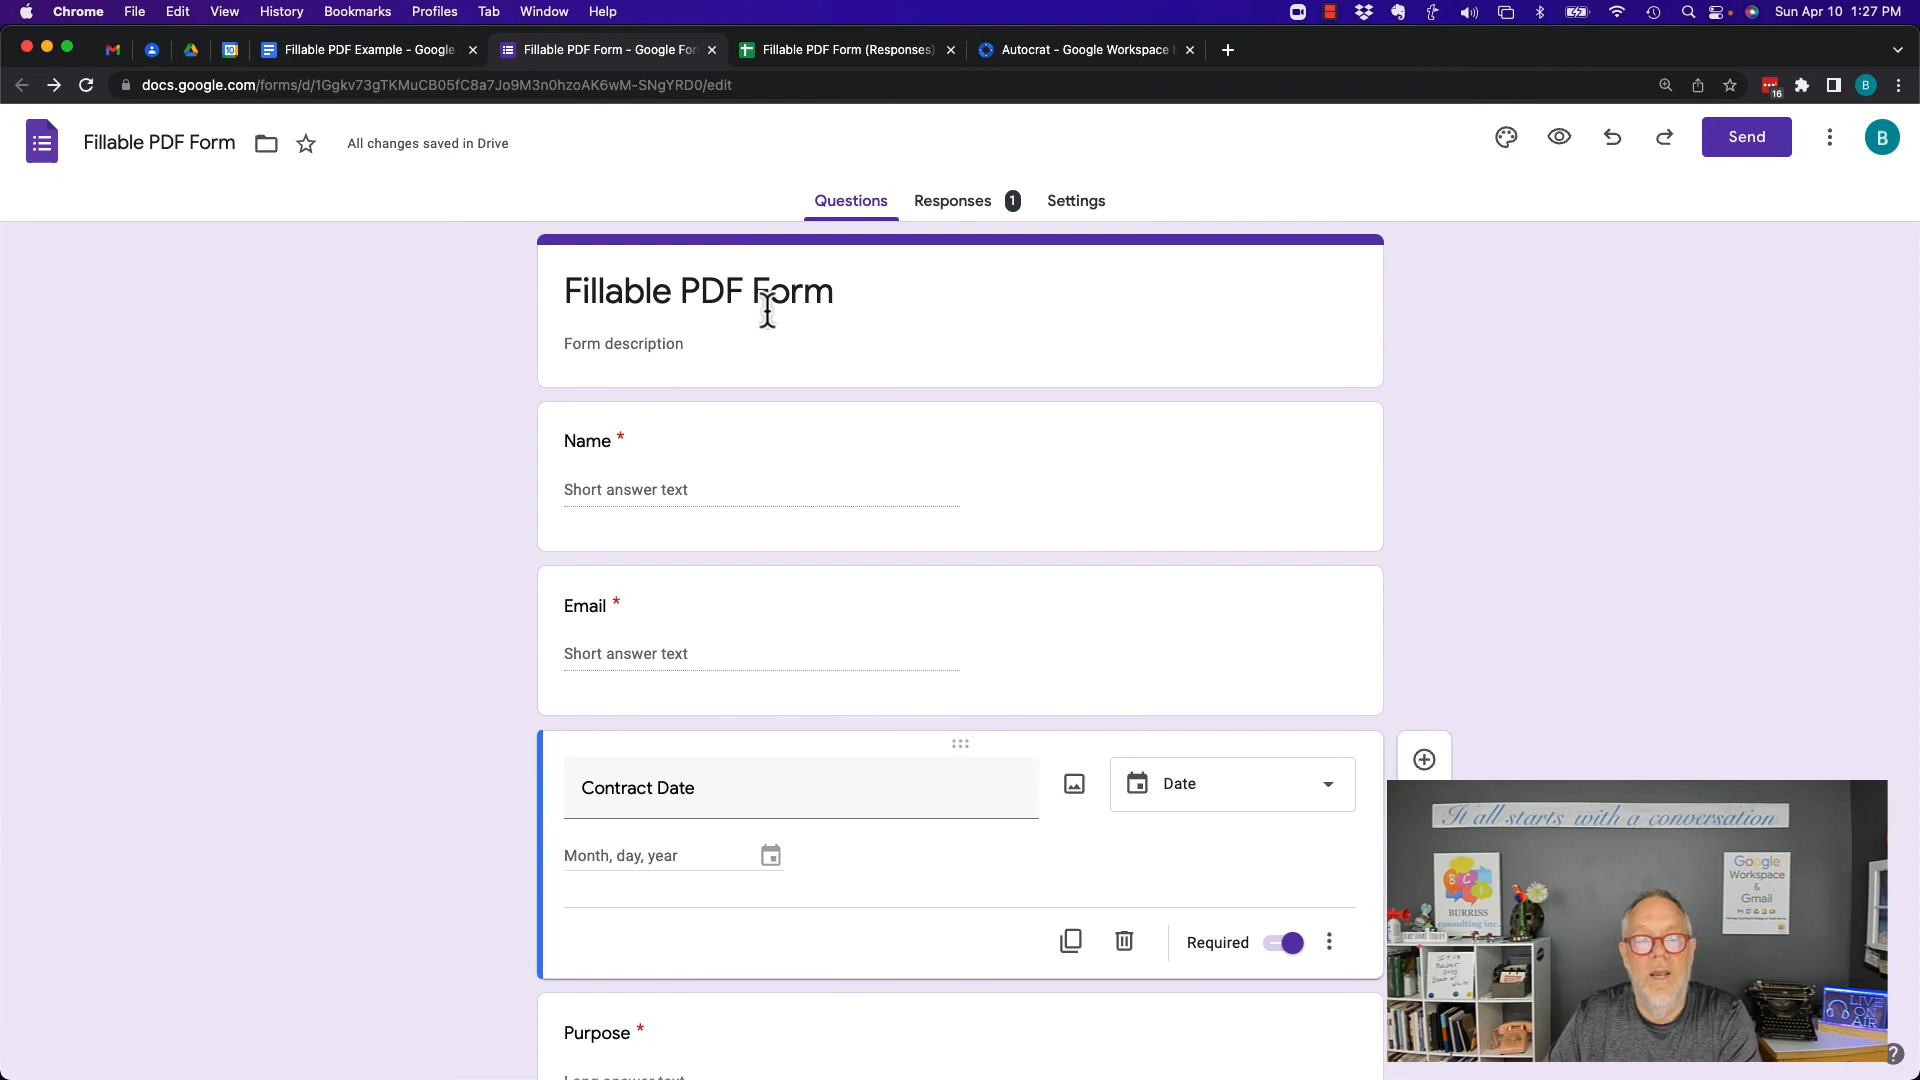 Chrome File Edit View History Bookmarks Profiles Tab Window Help Sun Apr 10 1:27 PM
10 Fillable PDF Example - Google Fillable PDF Form - Google For Fillable PDF Form (Responses) Autocrat - Google Workspace
docs.google.com/forms/d/1Ggkv73gTKMuCB05fC8a7Jo9M3n0hzoAK6wM-SNgYRD0/edit 16 B
Fillable PDF Form All changes saved in Drive Send B
Questions Responses 1 Settings
Fillable PDF Form
Form description
Name *
Short answer text
Email *
Short answer text
Contract Date Date
Month, day, year
Required
Purpose *
It all starts with a conversation
BCI
BURRISS
consulting inc.
Google
Workspace
&
Gmail
LIVE
ON
AIR
?